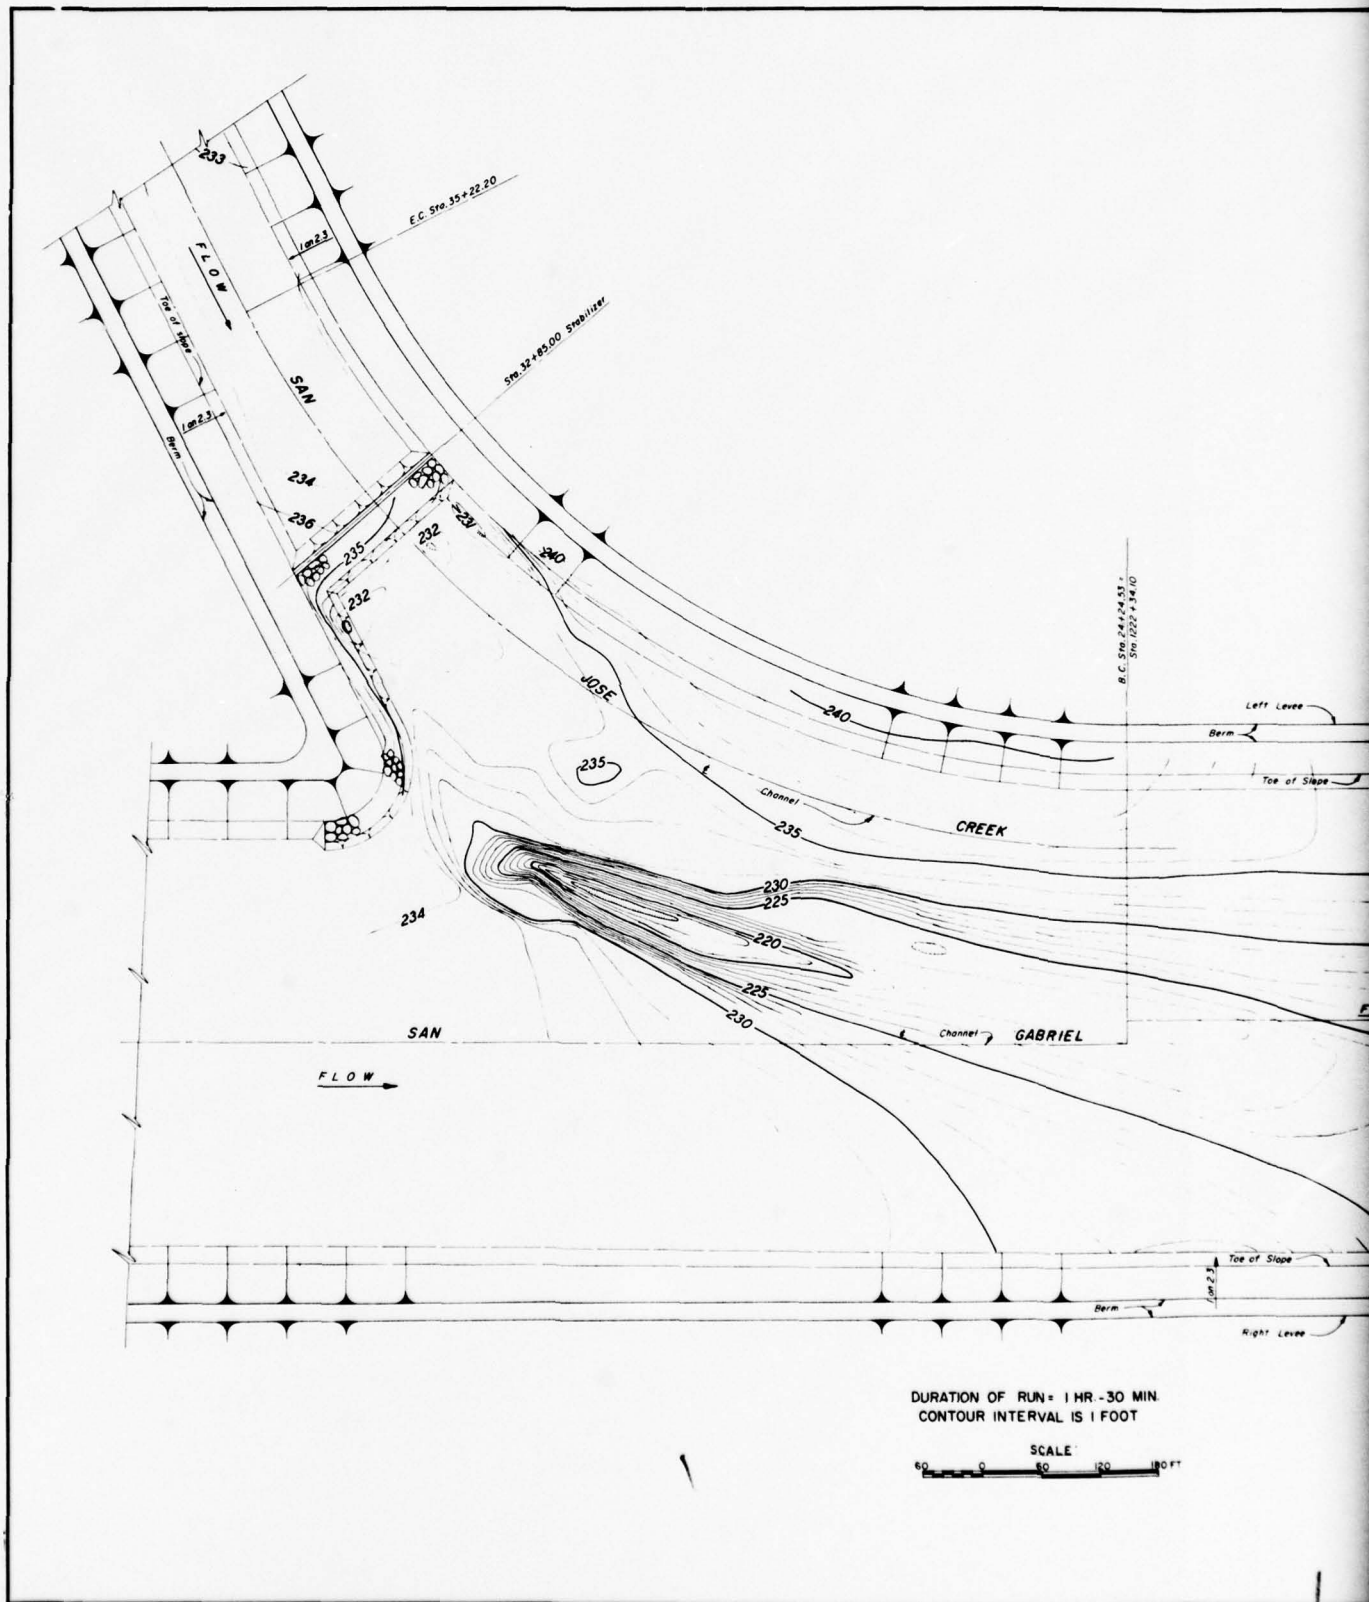 233
E.C. Sta. 35+22.20
1 on 2.3
FLOW
Toe of slope
Sta. 32+85.00 Stabilizer
SAN
1 on 2.3
Berm
234
236
235
232
231
240
232
B.C. Sta. 24+24.53 =
Sta. 1222+34.10
JOSE
240
Left Levee
Berm
235
Toe of Slope
Channel
235
CREEK
230
225
234
220
225
230
SAN
Channel
GABRIEL
F
FLOW
Toe of Slope
1 on 2.3
Berm
Right Levee
DURATION OF RUN = 1 HR.-30 MIN.
CONTOUR INTERVAL IS 1 FOOT
SCALE
60 0 60 120 180 FT